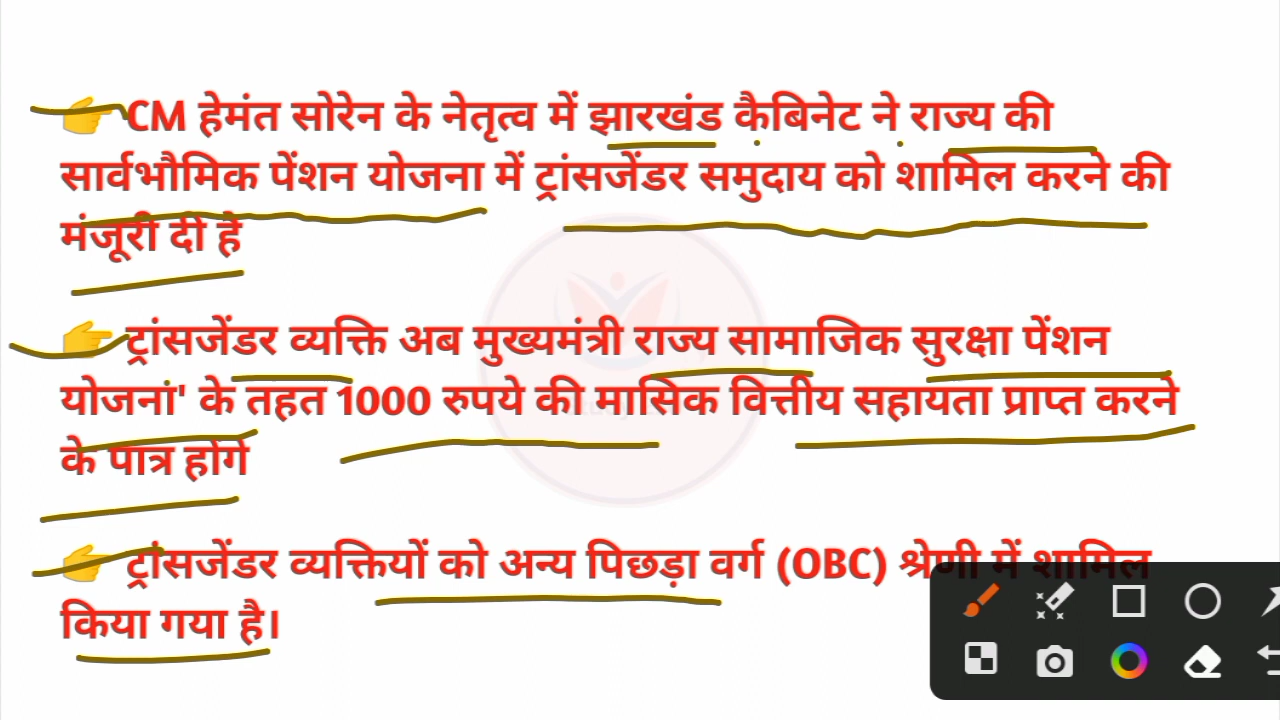 👉 CM हेमंत सोरेन के नेतृत्व में झारखंड कैबिनेट ने राज्य की
सार्वभौमिक पेंशन योजना में ट्रांसजेंडर समुदाय को शामिल करने की
मंजूरी दी है
👉 ट्रांसजेंडर व्यक्ति अब मुख्यमंत्री राज्य सामाजिक सुरक्षा पेंशन
योजना' के तहत 1000 रुपये की मासिक वित्तीय सहायता प्राप्त करने
के पात्र होंगे
👉 ट्रांसजेंडर व्यक्तियों को अन्य पिछड़ा वर्ग (OBC) श्रेणी में शामिल
किया गया है।